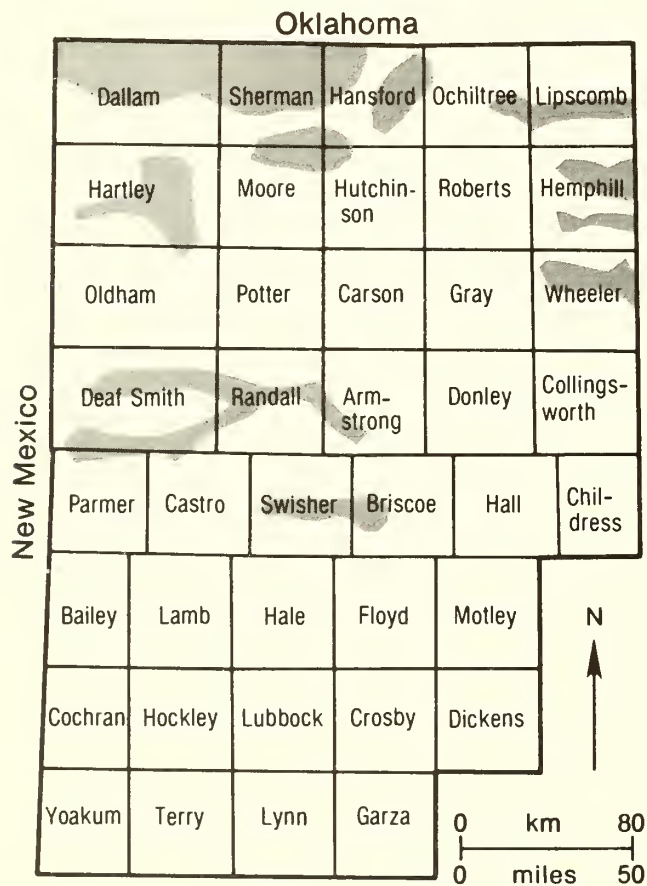 Oklahoma
Dallam Sherman Hansford Ochiltree Lipscomb
Hartley Moore Hutchin-
son Roberts Hemphill
Oldham Potter Carson Gray Wheeler
New Mexico
Deaf Smith Randall Arm-
strong Donley Collings-
worth
Parmer Castro Swisher Briscoe Hall Chil-
dress
Bailey Lamb Hale Floyd Motley
N
Cochran Hockley Lubbock Crosby Dickens
Yoakum Terry Lynn Garza
0 km 80
0 miles 50